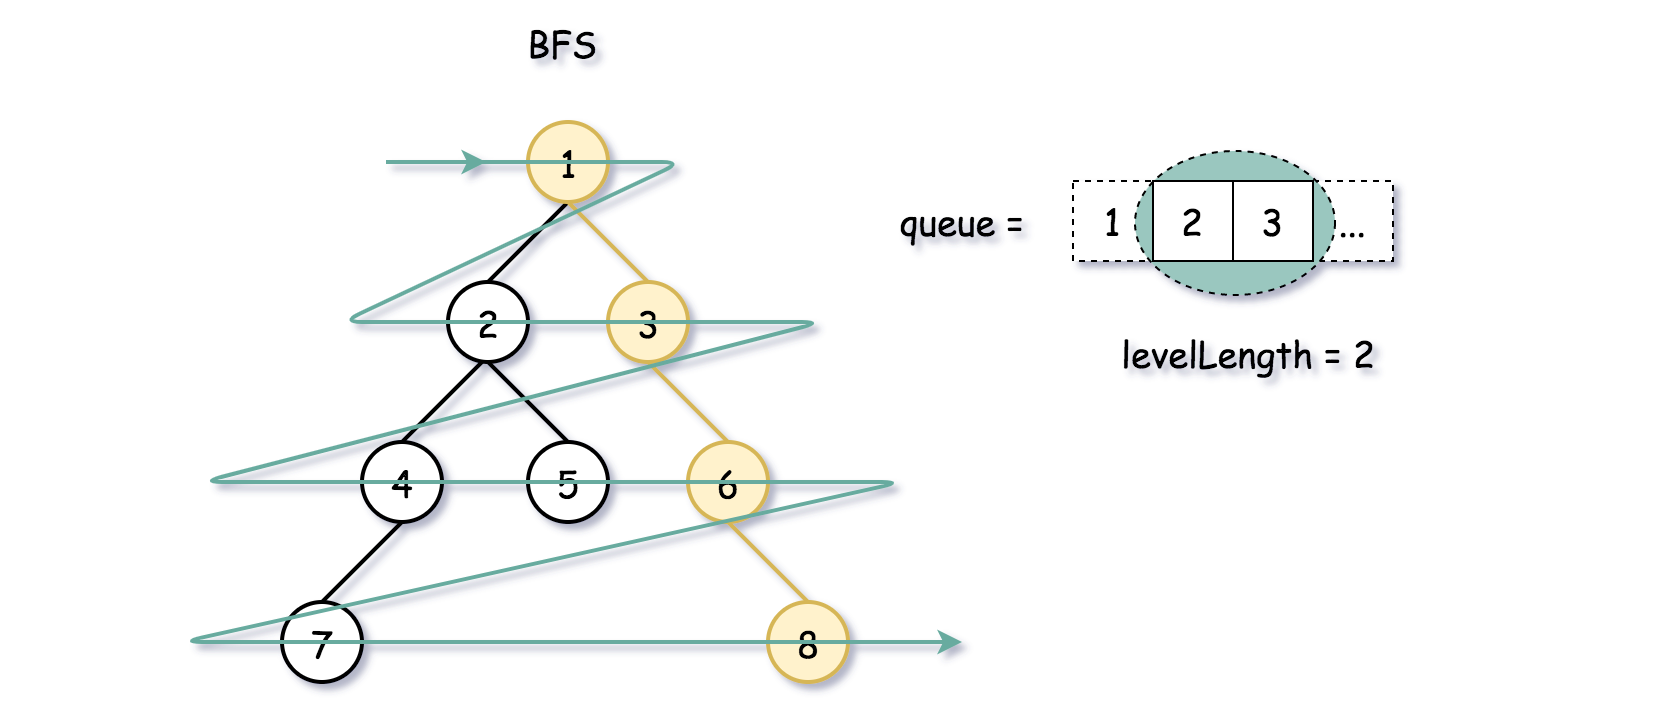 BFS
1
queue = 1 2 3 ...
2 3
levelLength = 2
4 5 6
7 8